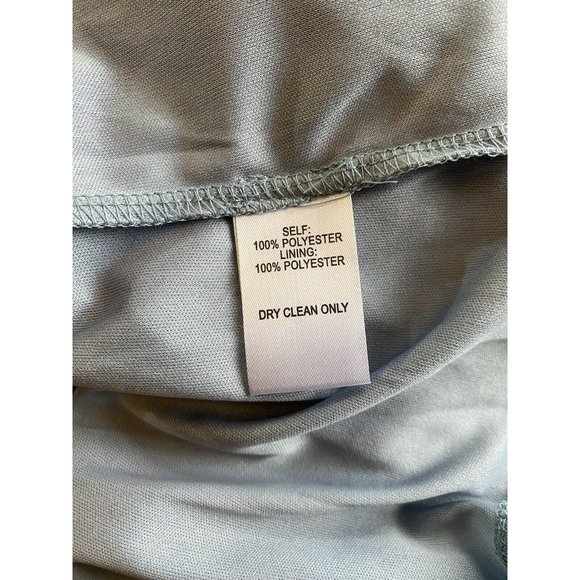 SELF:
100% POLYESTER
LINING:
100% POLYESTER
DRY CLEAN ONLY